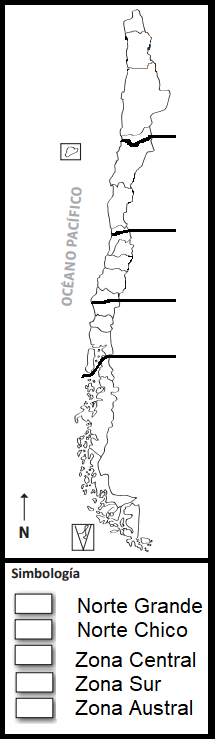 OCÉANO PACÍFICO
N
Simbología
Norte Grande
Norte Chico
Zona Central
Zona Sur
Zona Austral